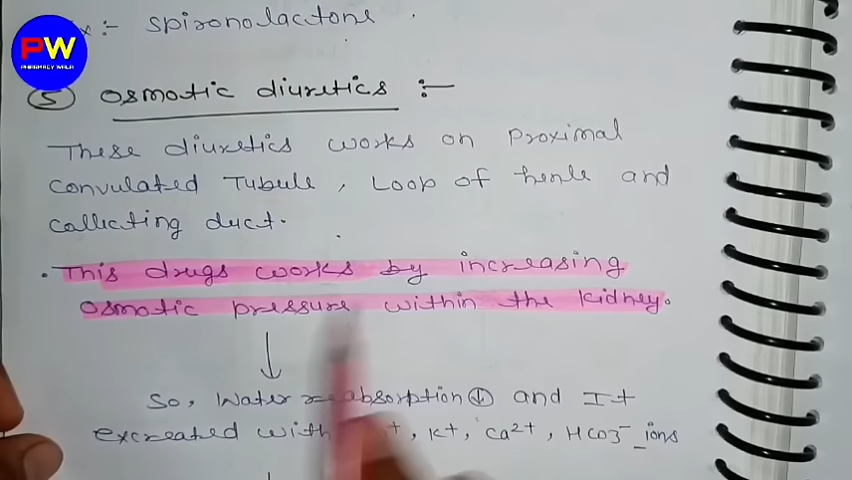 PW
PHARMACY WALA
x :- Spironolactone .
(5) Osmotic diuretics :-
These diuretics works on Proximal
convulated Tubule , Loop of henle and
collecting duct.
. This drugs works by increasing
osmotic pressure within the kidney.
↓
So, Water reabsorption ↓ and It
excreated with +, K+, Ca2+, HCO3- ions